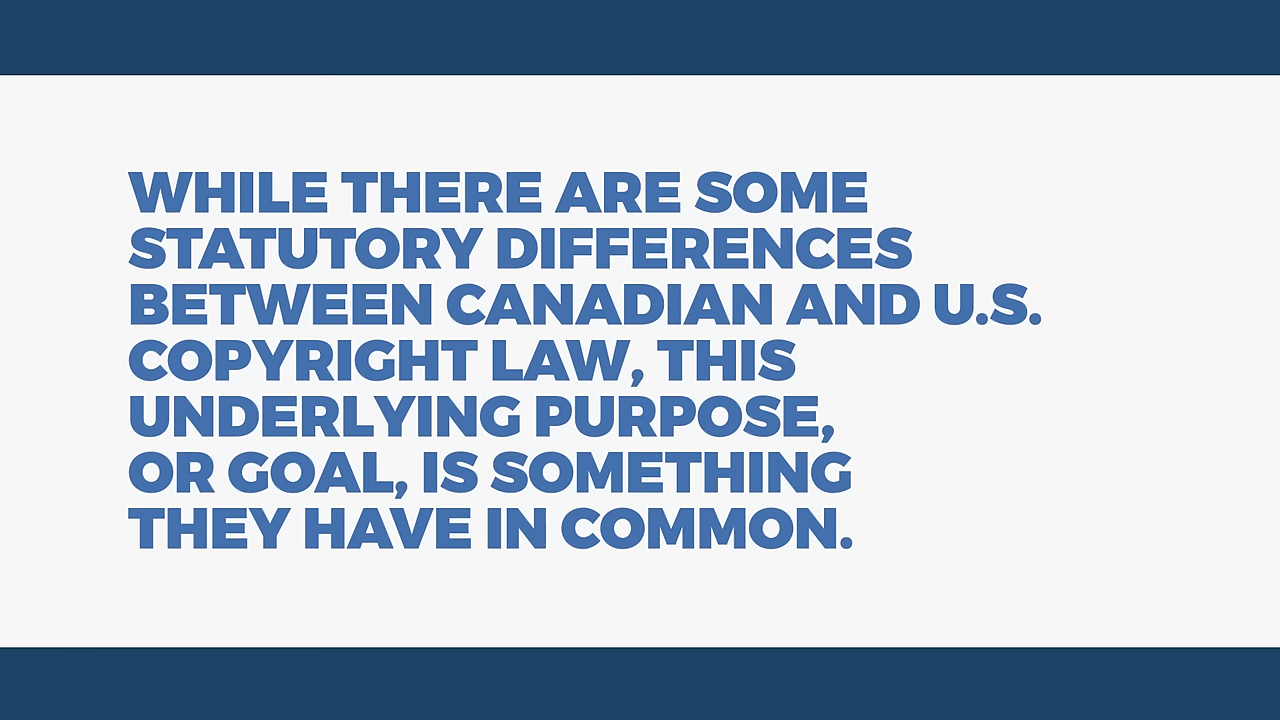 WHILE THERE ARE SOME
STATUTORY DIFFERENCES
BETWEEN CANADIAN AND U.S.
COPYRIGHT LAW, THIS
UNDERLYING PURPOSE,
OR GOAL, IS SOMETHING
THEY HAVE IN COMMON.